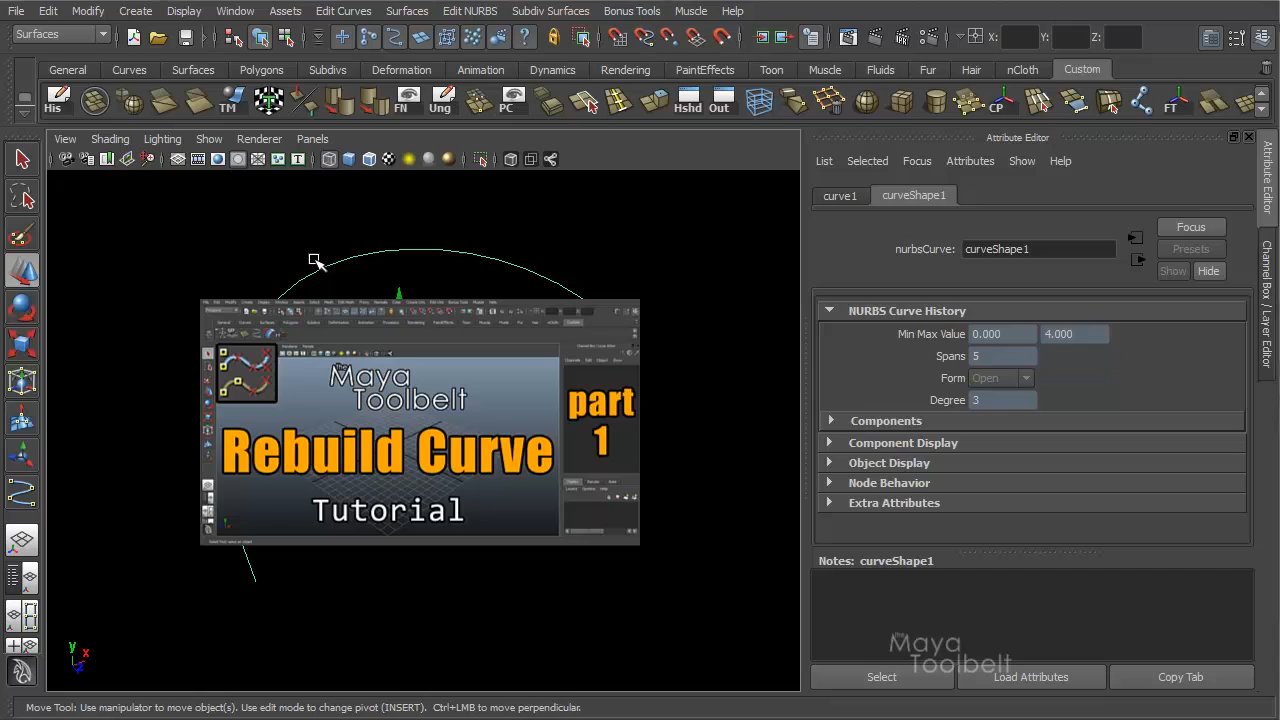 File Edit Modify Create Display Window Assets Edit Curves Surfaces Edit NURBS Subdiv Surfaces Bonus Tools Muscle Help
Surfaces X: Y: Z:
General Curves Surfaces Polygons Subdivs Deformation Animation Dynamics Rendering PaintEffects Toon Muscle Fluids Fur Hair nCloth Custom
His TM FN Ung PC Hshd Out CP FT
View Shading Lighting Show Renderer Panels
Attribute Editor
List Selected Focus Attributes Show Help
curve1 curveShape1
Focus
nurbsCurve: curveShape1
Presets
Show Hide
NURBS Curve History
Min Max Value 0.000 4.000
Spans 5
Form Open
Degree 3
Components
Component Display
Object Display
Node Behavior
Extra Attributes
Notes: curveShape1
Select Load Attributes Copy Tab
Attribute Editor
Channel Box / Layer Editor
the
Maya
Toolbelt
Rebuild Curve
Tutorial
part
1
the
Maya
Toolbelt
y
x
z
Move Tool: Use manipulator to move object(s). Use edit mode to change pivot (INSERT). Ctrl+LMB to move perpendicular.